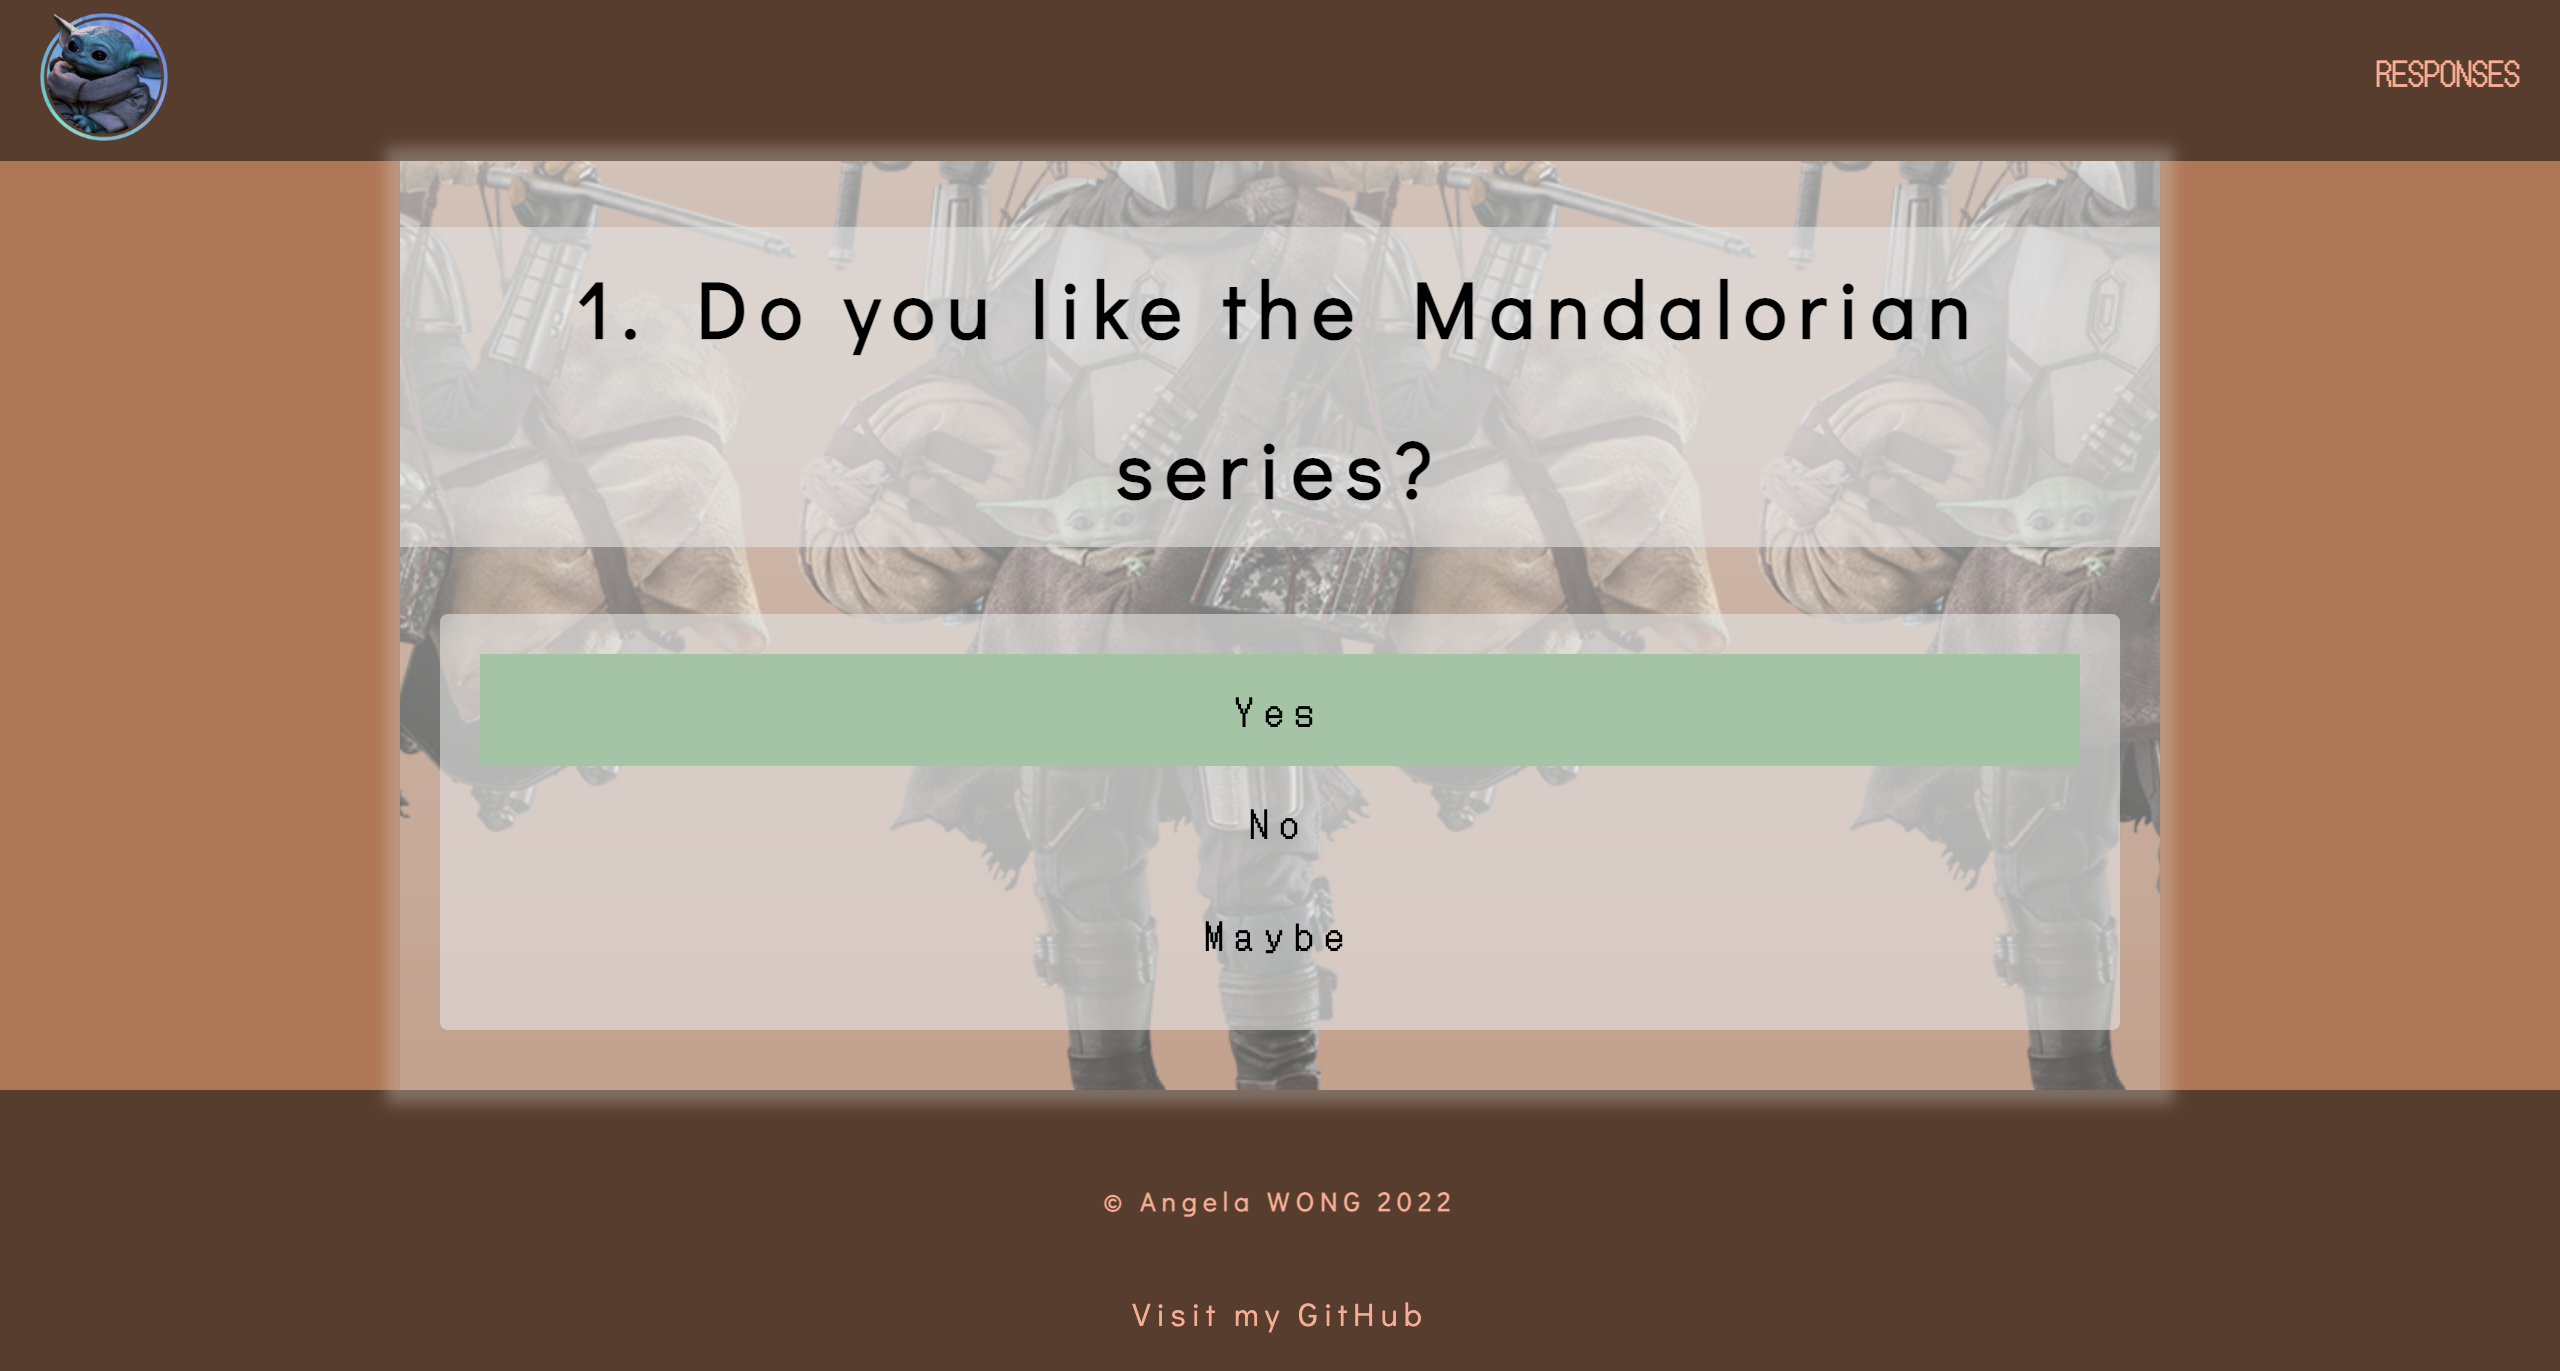 RESPONSES
1. Do you like the Mandalorian
series?
Yes
No
Maybe
© Angela WONG 2022
Visit my GitHub